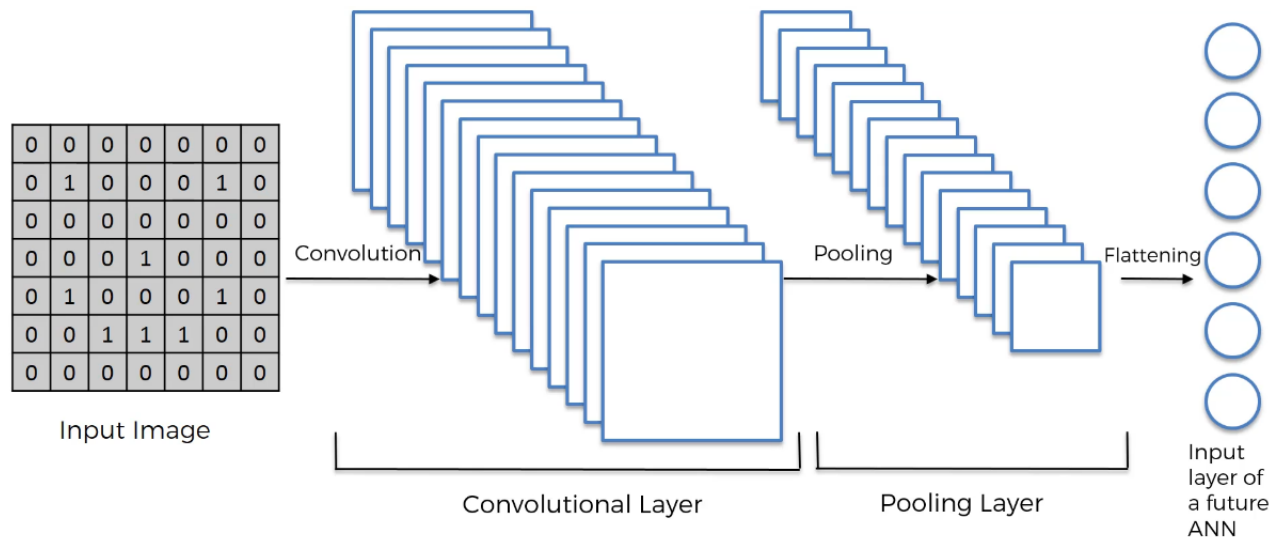 0 0 0 0 0 0 0
0 1 0 0 0 1 0
0 0 0 0 0 0 0
0 0 0 1 0 0 0
0 1 0 0 0 1 0
0 0 1 1 1 0 0
0 0 0 0 0 0 0
Input Image
Convolution
Convolutional Layer
Pooling
Pooling Layer
Flattening
Input
layer of
a future
ANN